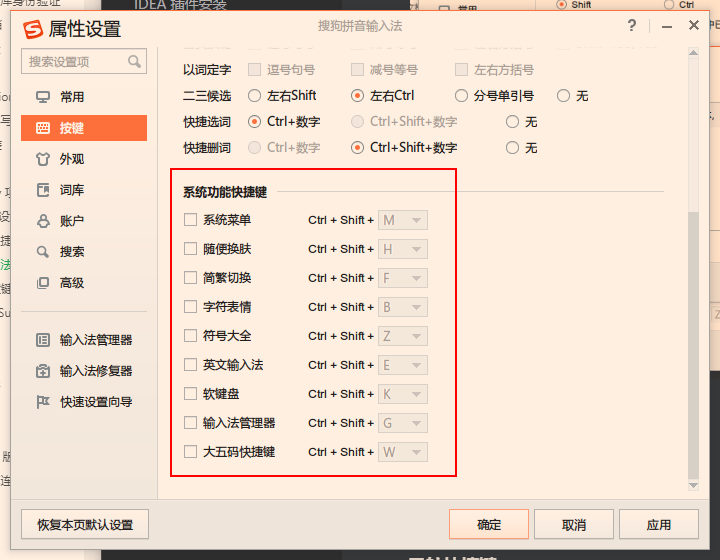 IDEA 插件安装
Shift
Ctrl
常用
属性设置
搜狗拼音输入法
?
搜索设置项
常用
按键
外观
词库
账户
搜索
高级
输入法管理器
输入法修复器
快速设置向导
以词定字 逗号句号 减号等号 左右方括号
二三候选 左右Shift 左右Ctrl 分号单引号 无
快捷选词 Ctrl+数字 Ctrl+Shift+数字 无
快捷删词 Ctrl+数字 Ctrl+Shift+数字 无
系统功能快捷键
系统菜单 Ctrl + Shift + M
随便换肤 Ctrl + Shift + H
简繁切换 Ctrl + Shift + F
字符表情 Ctrl + Shift + B
符号大全 Ctrl + Shift + Z
英文输入法 Ctrl + Shift + E
软键盘 Ctrl + Shift + K
输入法管理器 Ctrl + Shift + G
大五码快捷键 Ctrl + Shift + W
恢复本页默认设置
确定
取消
应用